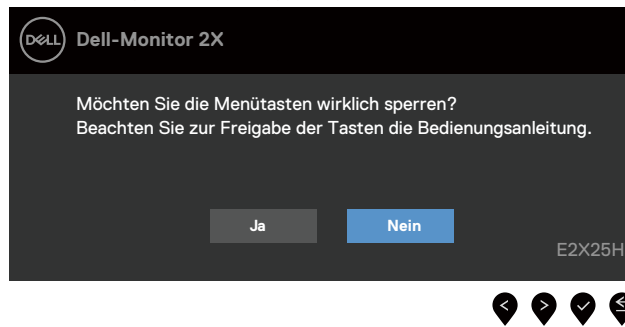 DELL
Dell-Monitor 2X
Möchten Sie die Menütasten wirklich sperren?
Beachten Sie zur Freigabe der Tasten die Bedienungsanleitung.
Ja
Nein
E2X25H